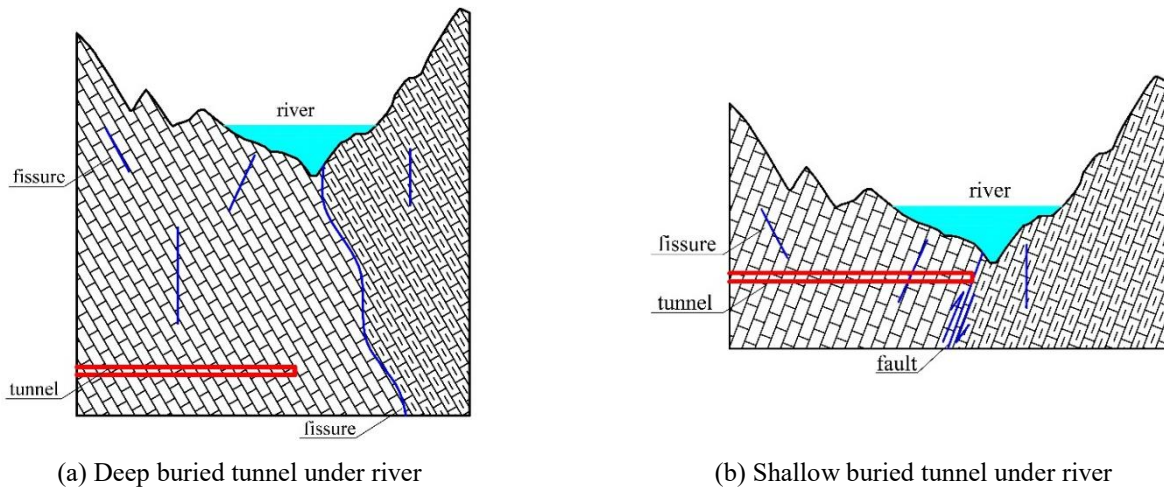 river
fissure
tunnel
fissure
(a) Deep buried tunnel under river
river
fissure
tunnel
fault
(b) Shallow buried tunnel under river